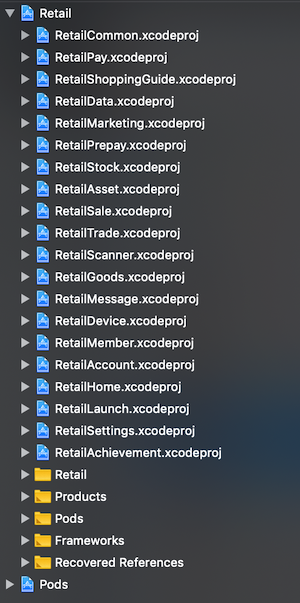 Retail
RetailCommon.xcodeproj
RetailPay.xcodeproj
RetailShoppingGuide.xcodeproj
RetailData.xcodeproj
RetailMarketing.xcodeproj
RetailPrepay.xcodeproj
RetailStock.xcodeproj
RetailAsset.xcodeproj
RetailSale.xcodeproj
RetailTrade.xcodeproj
RetailScanner.xcodeproj
RetailGoods.xcodeproj
RetailMessage.xcodeproj
RetailDevice.xcodeproj
RetailMember.xcodeproj
RetailAccount.xcodeproj
RetailHome.xcodeproj
RetailLaunch.xcodeproj
RetailSettings.xcodeproj
RetailAchievement.xcodeproj
Retail
Products
Pods
Frameworks
Recovered References
Pods